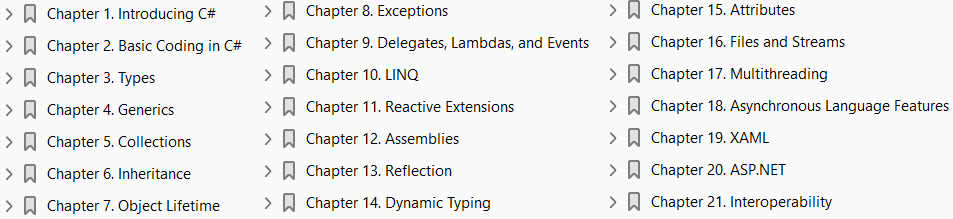 Chapter 1. Introducing C#
Chapter 2. Basic Coding in C#
Chapter 3. Types
Chapter 4. Generics
Chapter 5. Collections
Chapter 6. Inheritance
Chapter 7. Object Lifetime
Chapter 8. Exceptions
Chapter 9. Delegates, Lambdas, and Events
Chapter 10. LINQ
Chapter 11. Reactive Extensions
Chapter 12. Assemblies
Chapter 13. Reflection
Chapter 14. Dynamic Typing
Chapter 15. Attributes
Chapter 16. Files and Streams
Chapter 17. Multithreading
Chapter 18. Asynchronous Language Features
Chapter 19. XAML
Chapter 20. ASP.NET
Chapter 21. Interoperability